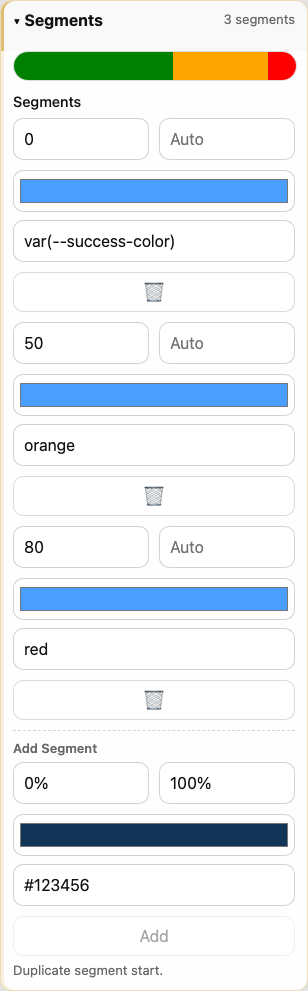 ▾ Segments 3 segments
Segments
0 Auto
var(--success-color)
50 Auto
orange
80 Auto
red
Add Segment
0% 100%
#123456
Add
Duplicate segment start.